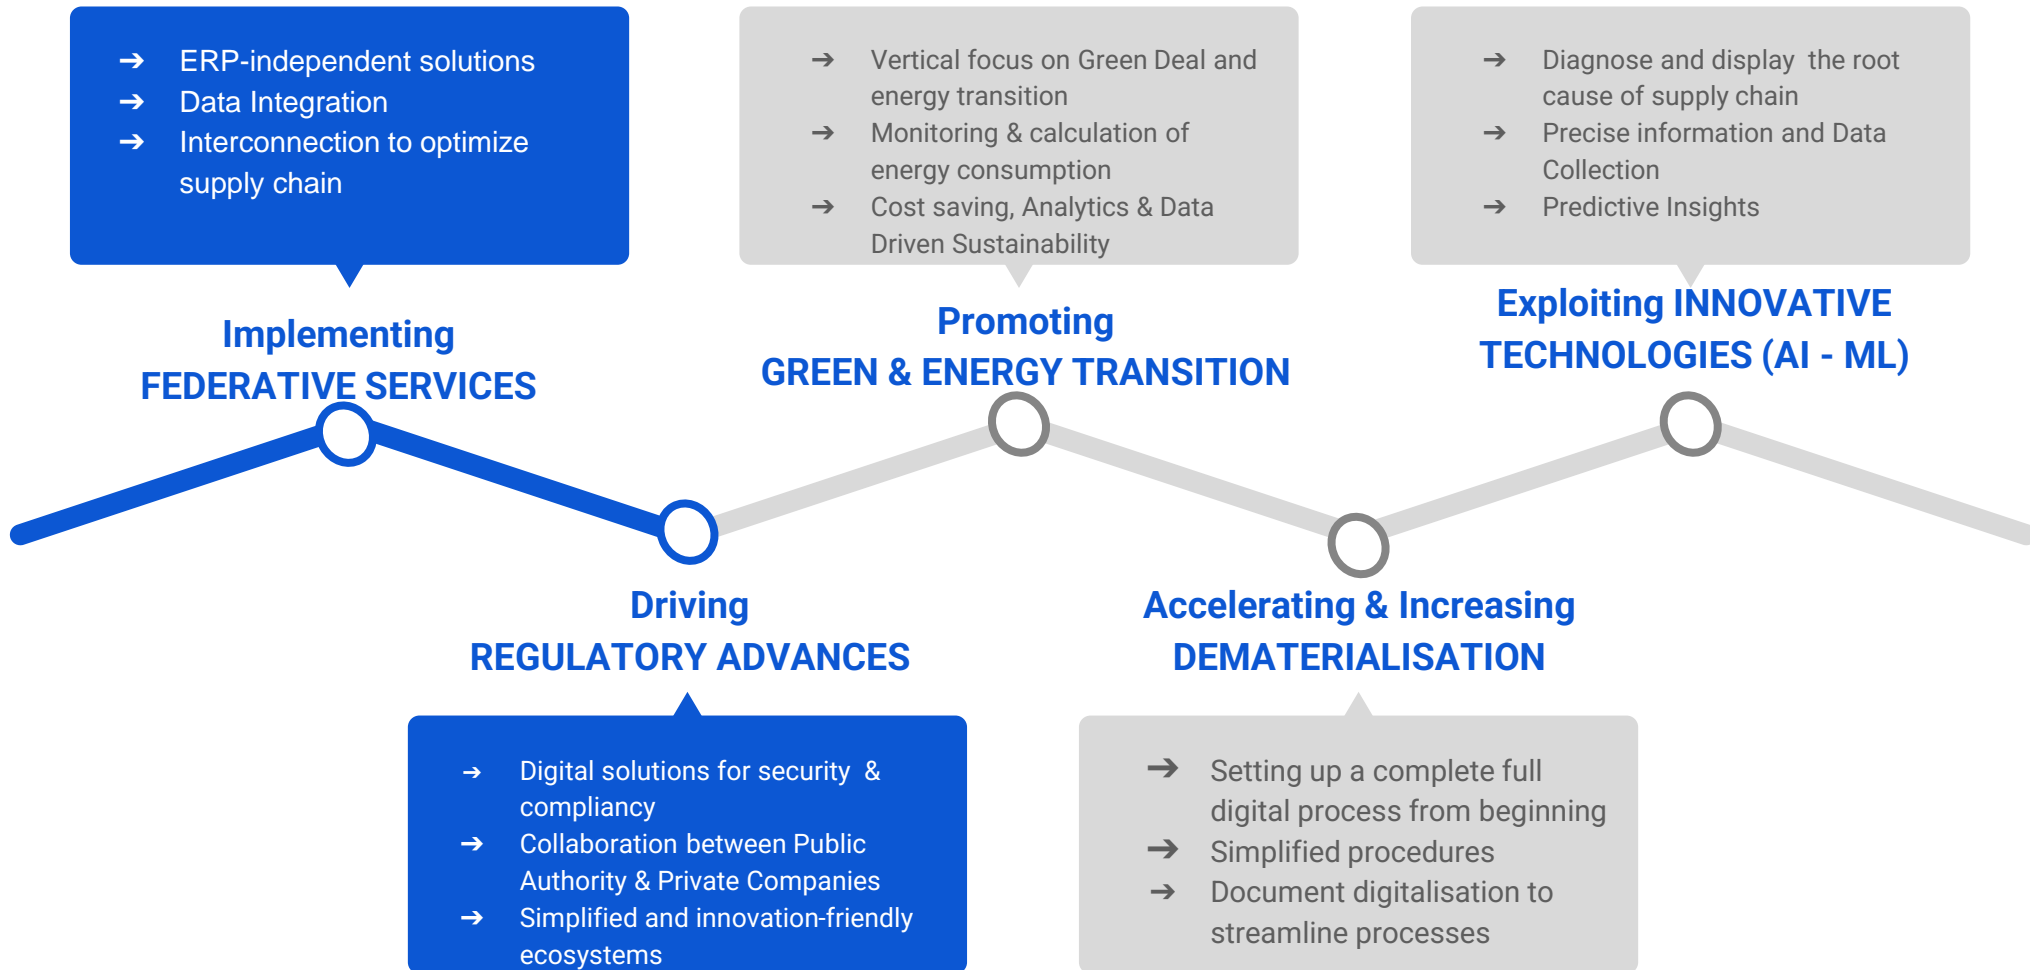 ➔ ERP-independent solutions
➔ Data Integration
➔ Interconnection to optimize
supply chain
Implementing
FEDERATIVE SERVICES
➔ Vertical focus on Green Deal and
energy transition
➔ Monitoring & calculation of
energy consumption
➔ Cost saving, Analytics & Data
Driven Sustainability
Promoting
GREEN & ENERGY TRANSITION
➔ Diagnose and display the root
cause of supply chain
➔ Precise information and Data
Collection
➔ Predictive Insights
Exploiting INNOVATIVE
TECHNOLOGIES (AI - ML)
Driving
REGULATORY ADVANCES
➔ Digital solutions for security &
compliancy
➔ Collaboration between Public
Authority & Private Companies
➔ Simplified and innovation-friendly
ecosystems
Accelerating & Increasing
DEMATERIALISATION
➔ Setting up a complete full
digital process from beginning
➔ Simplified procedures
➔ Document digitalisation to
streamline processes